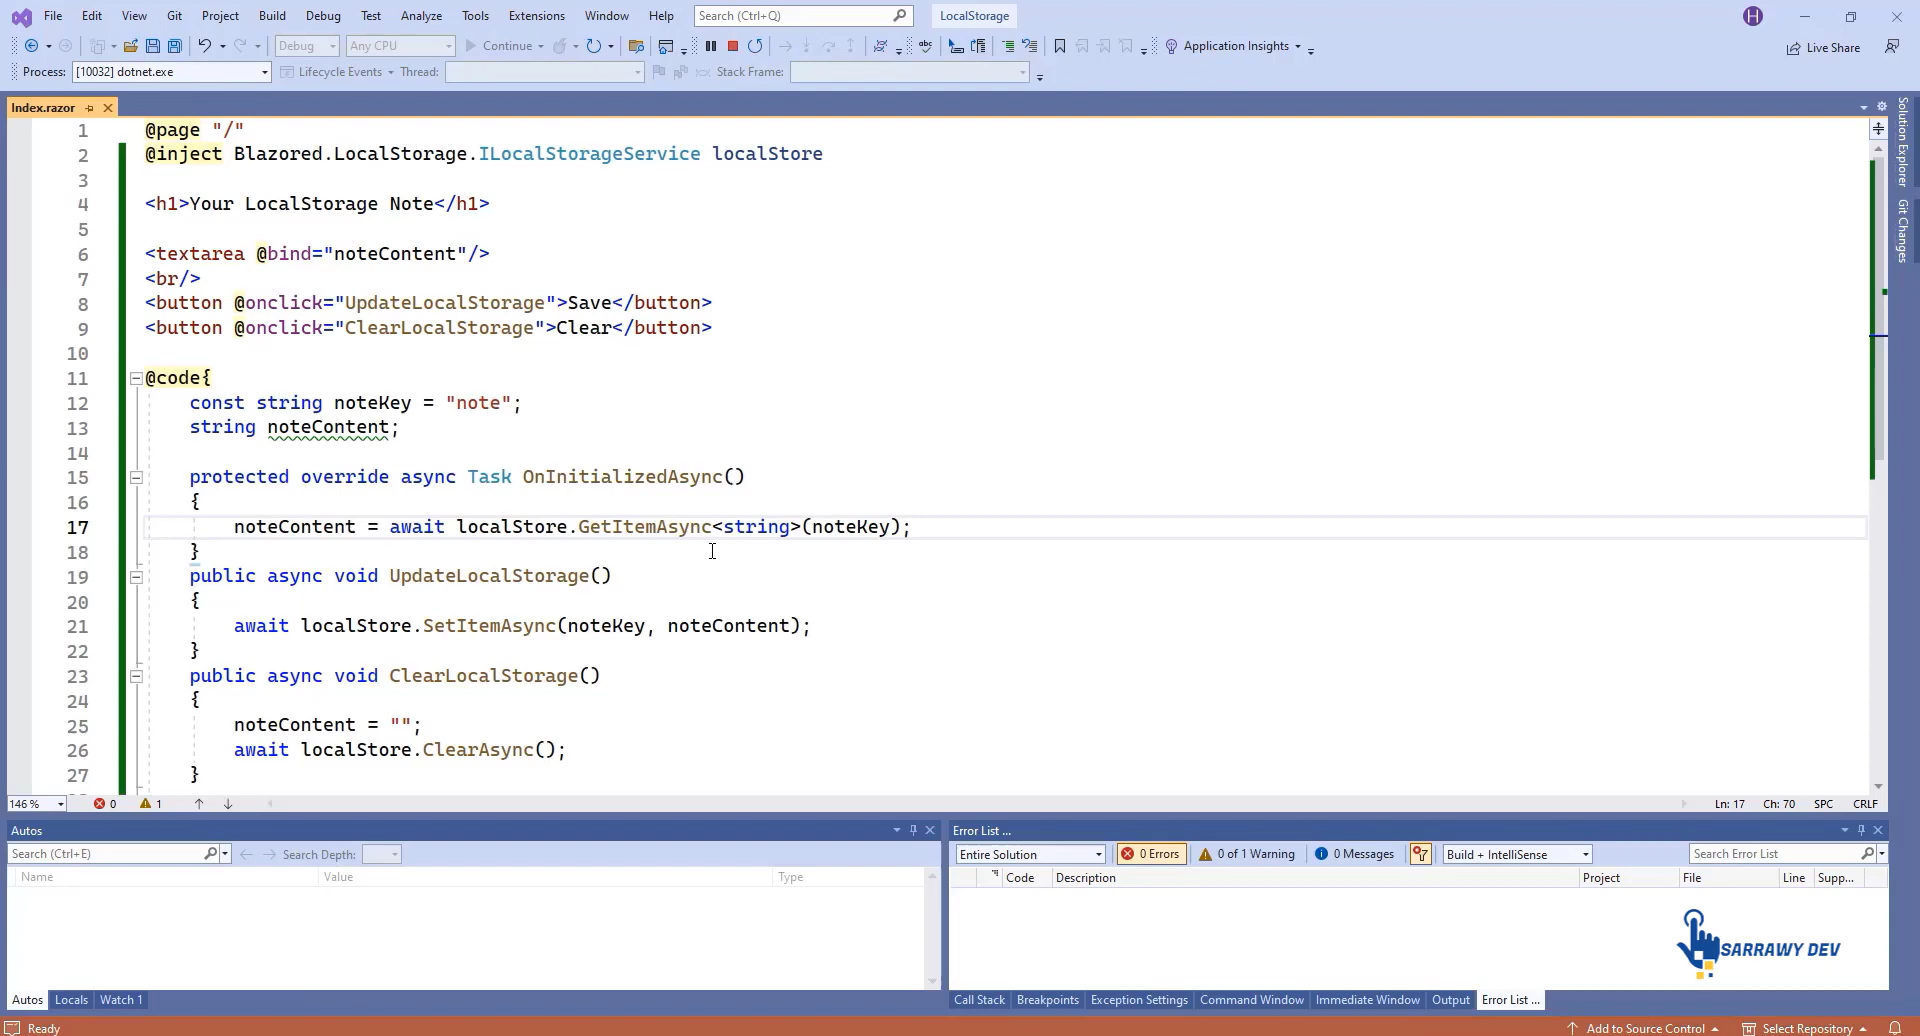 File Edit View Git Project Build Debug Test Analyze Tools Extensions Window Help Search (Ctrl+Q) LocalStorage H
Debug Any CPU Continue abc Application Insights Live Share
Process: [10032] dotnet.exe Lifecycle Events Thread: Stack Frame:
Index.razor
1 @page "/"
2 @inject Blazored.LocalStorage.ILocalStorageService localStore
3
4 <h1>Your LocalStorage Note</h1>
5
6 <textarea @bind="noteContent"/>
7 <br/>
8 <button @onclick="UpdateLocalStorage">Save</button>
9 <button @onclick="ClearLocalStorage">Clear</button>
10
11 @code{
12 const string noteKey = "note";
13 string noteContent;
14
15 protected override async Task OnInitializedAsync()
16 {
17 noteContent = await localStore.GetItemAsync<string>(noteKey);
18 }
19 public async void UpdateLocalStorage()
20 {
21 await localStore.SetItemAsync(noteKey, noteContent);
22 }
23 public async void ClearLocalStorage()
24 {
25 noteContent = "";
26 await localStore.ClearAsync();
27 }
Solution Explorer
Git Changes
146 % 0 1 Ln: 17 Ch: 70 SPC CRLF
Autos
Search (Ctrl+E) Search Depth:
Name Value Type
Autos Locals Watch 1
Error List ...
Entire Solution 0 Errors 0 of 1 Warning 0 Messages Build + IntelliSense Search Error List
Code Description Project File Line Supp...
SARRAWY DEV
Call Stack Breakpoints Exception Settings Command Window Immediate Window Output Error List ...
Ready Add to Source Control Select Repository